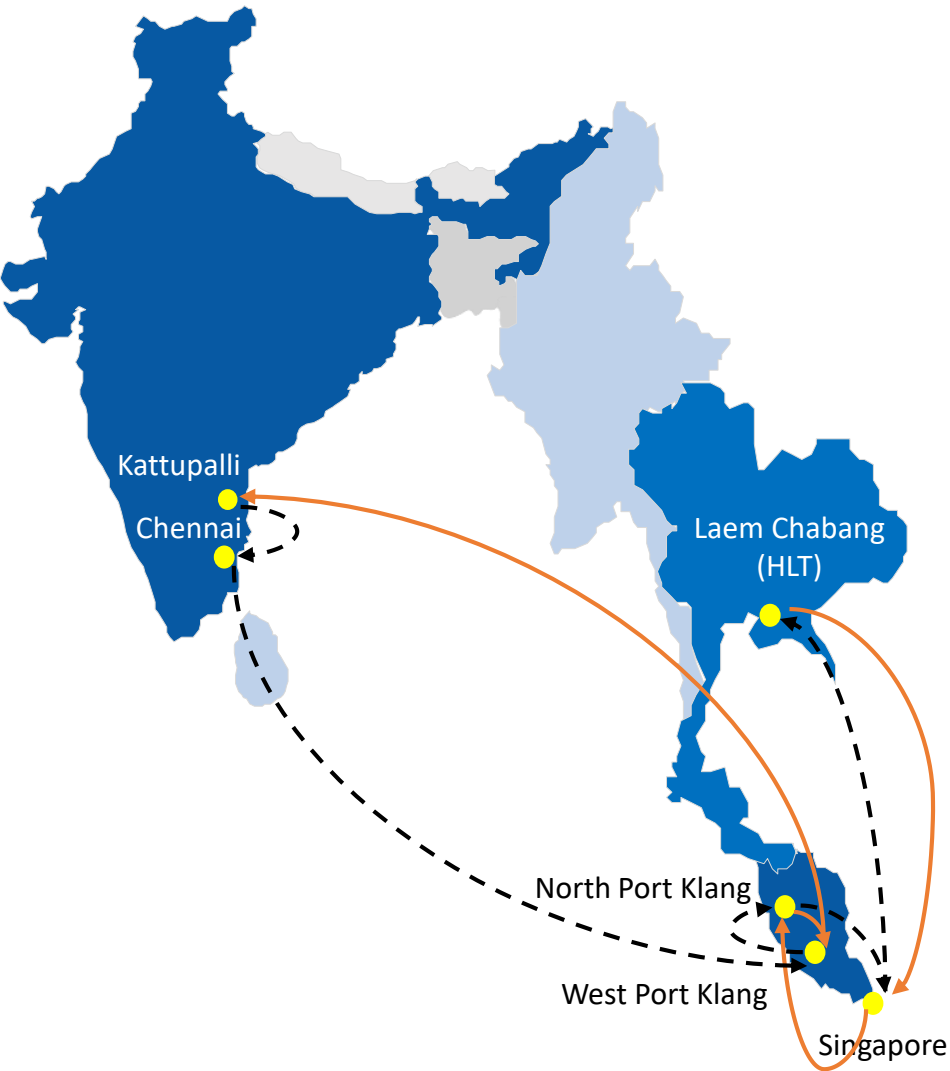 Kattupalli
Chennai
Laem Chabang
(HLT)
North Port Klang
West Port Klang
Singapore